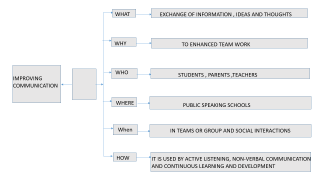 WHAT
EXCHANGE OF INFORMATION , IDEAS AND THOUGHTS
WHY
TO ENHANCED TEAM WORK
IMPROVING
COMMUNICATION
WHO
STUDENTS , PARENTS ,TEACHERS
WHERE
PUBLIC SPEAKING SCHOOLS
When
IN TEAMS OR GROUP AND SOCIAL INTERACTIONS
HOW
IT IS USED BY ACTIVE LISTENING, NON-VERBAL COMMUNICATION
AND CONTINUOUS LEARNING AND DEVELOPMENT